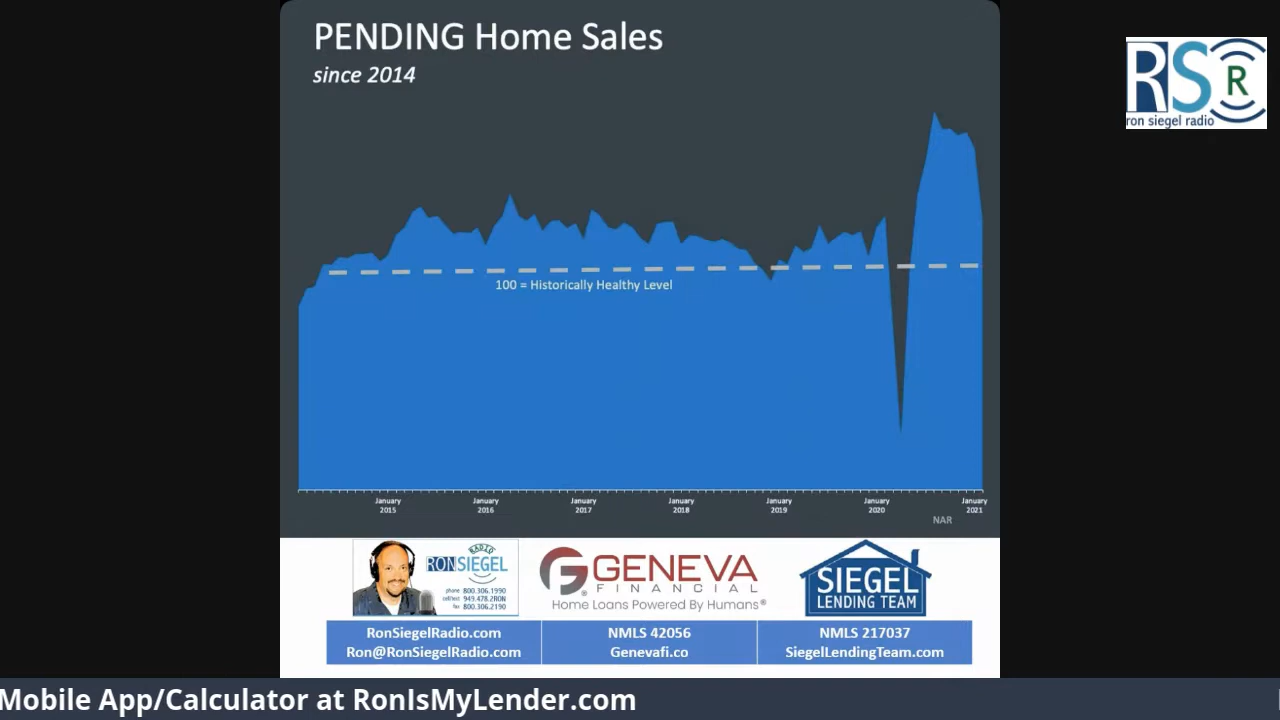 PENDING Home Sales
since 2014
RS R
ron siegel radio
100 = Historically Healthy Level
January 2015
January 2016
January 2017
January 2018
January 2019
January 2020
January 2021
NAR
RADIO
RONSIEGEL
phone 800.306.1990
cell/text 949.478.2RON
fax 800.306.2190
G GENEVA
FINANCIAL
Home Loans Powered By Humans®
SIEGEL
LENDING TEAM
RonSiegelRadio.com
Ron@RonSiegelRadio.com
NMLS 42056
Genevafi.co
NMLS 217037
SiegelLendingTeam.com
Mobile App/Calculator at RonIsMyLender.com